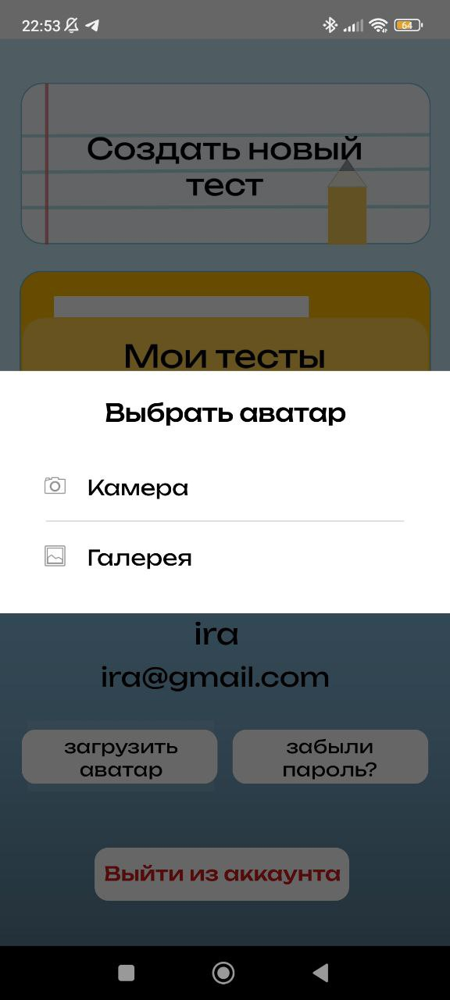 22:53
64
Создать новый
тест
Мои тесты
Выбрать аватар
Камера
Галерея
ira
ira@gmail.com
загрузить
аватар
забыли
пароль?
Выйти из аккаунта